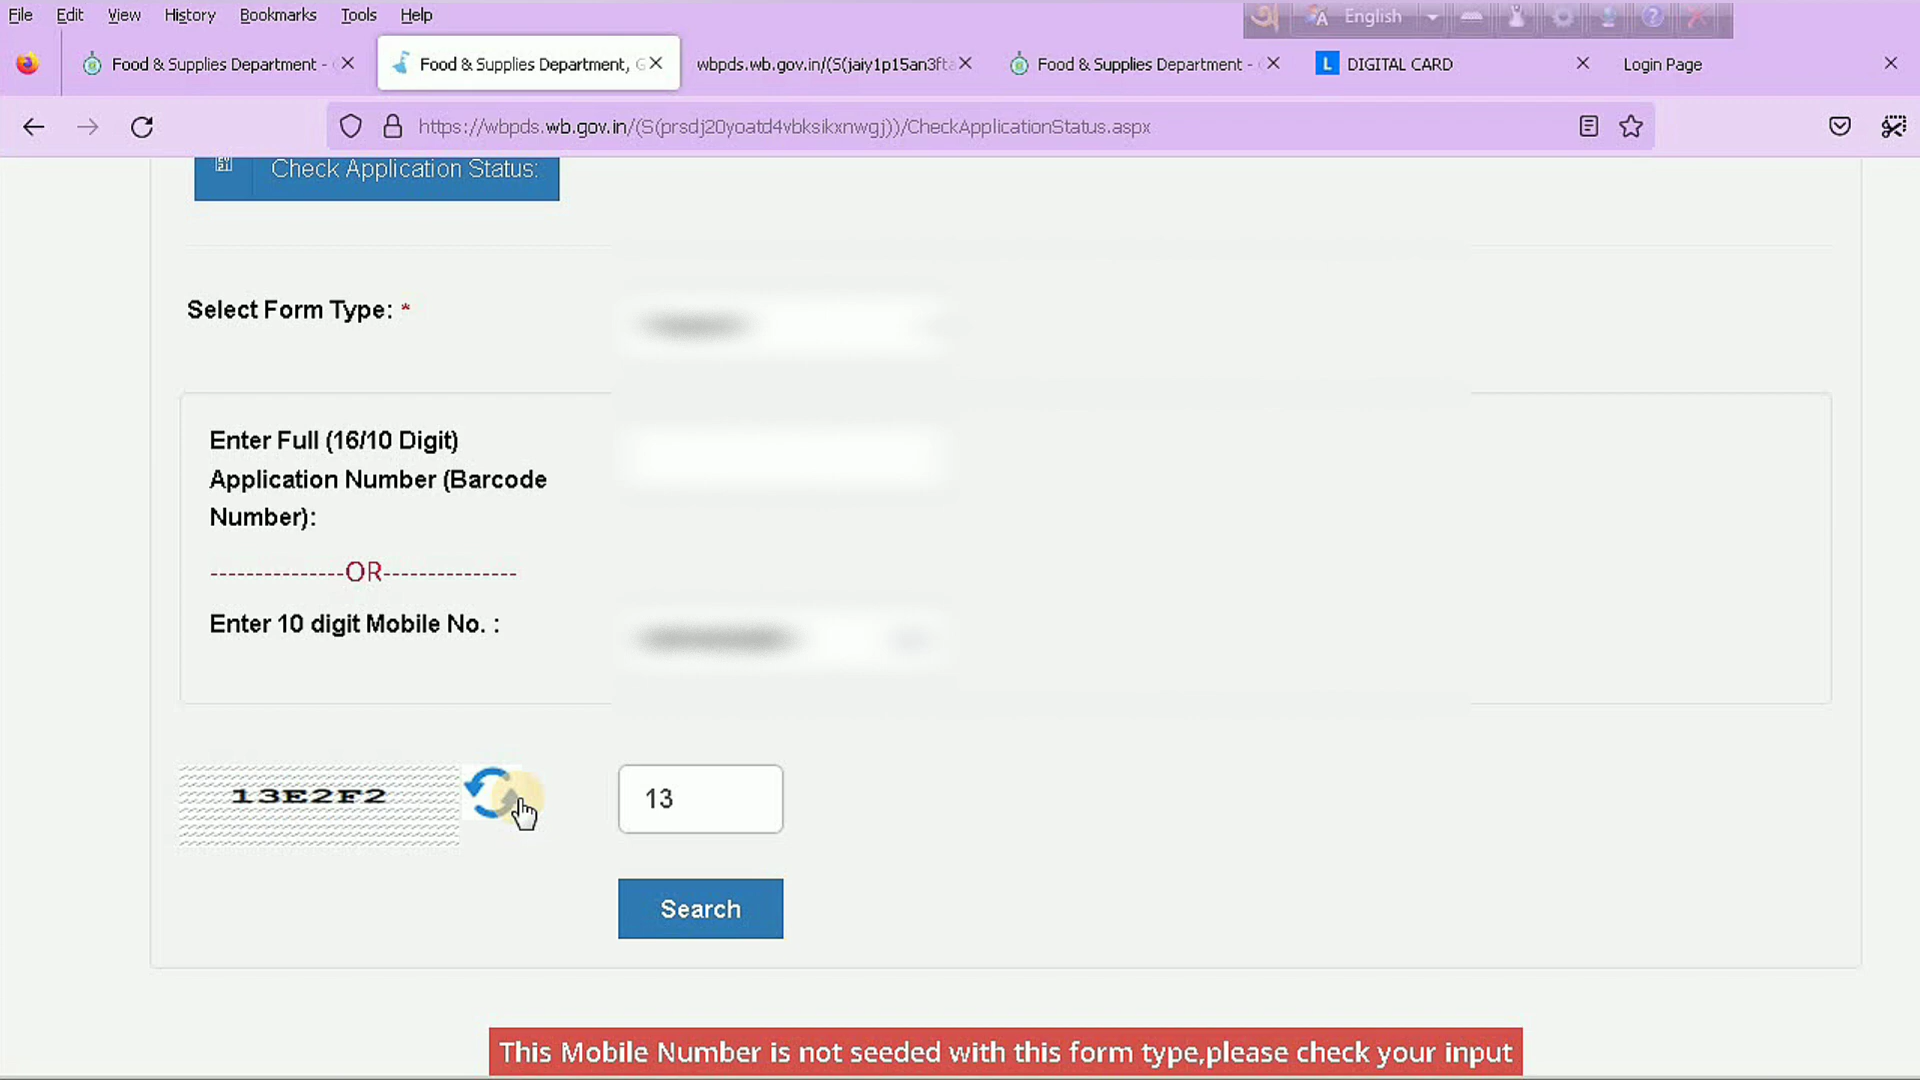 File Edit View History Bookmarks Tools Help
English
Food & Supplies Department - Food & Supplies Department, G wbpds.wb.gov.in/(S(jaiy1p15an3fta Food & Supplies Department - L DIGITAL CARD Login Page
https://wbpds.wb.gov.in/(S(prsdj20yoatd4vbksikxnwgj))/CheckApplicationStatus.aspx
Check Application Status:
Select Form Type: *
Enter Full (16/10 Digit)
Application Number (Barcode
Number):
---------------OR---------------
Enter 10 digit Mobile No. :
13E2F2
13
Search
This Mobile Number is not seeded with this form type,please check your input